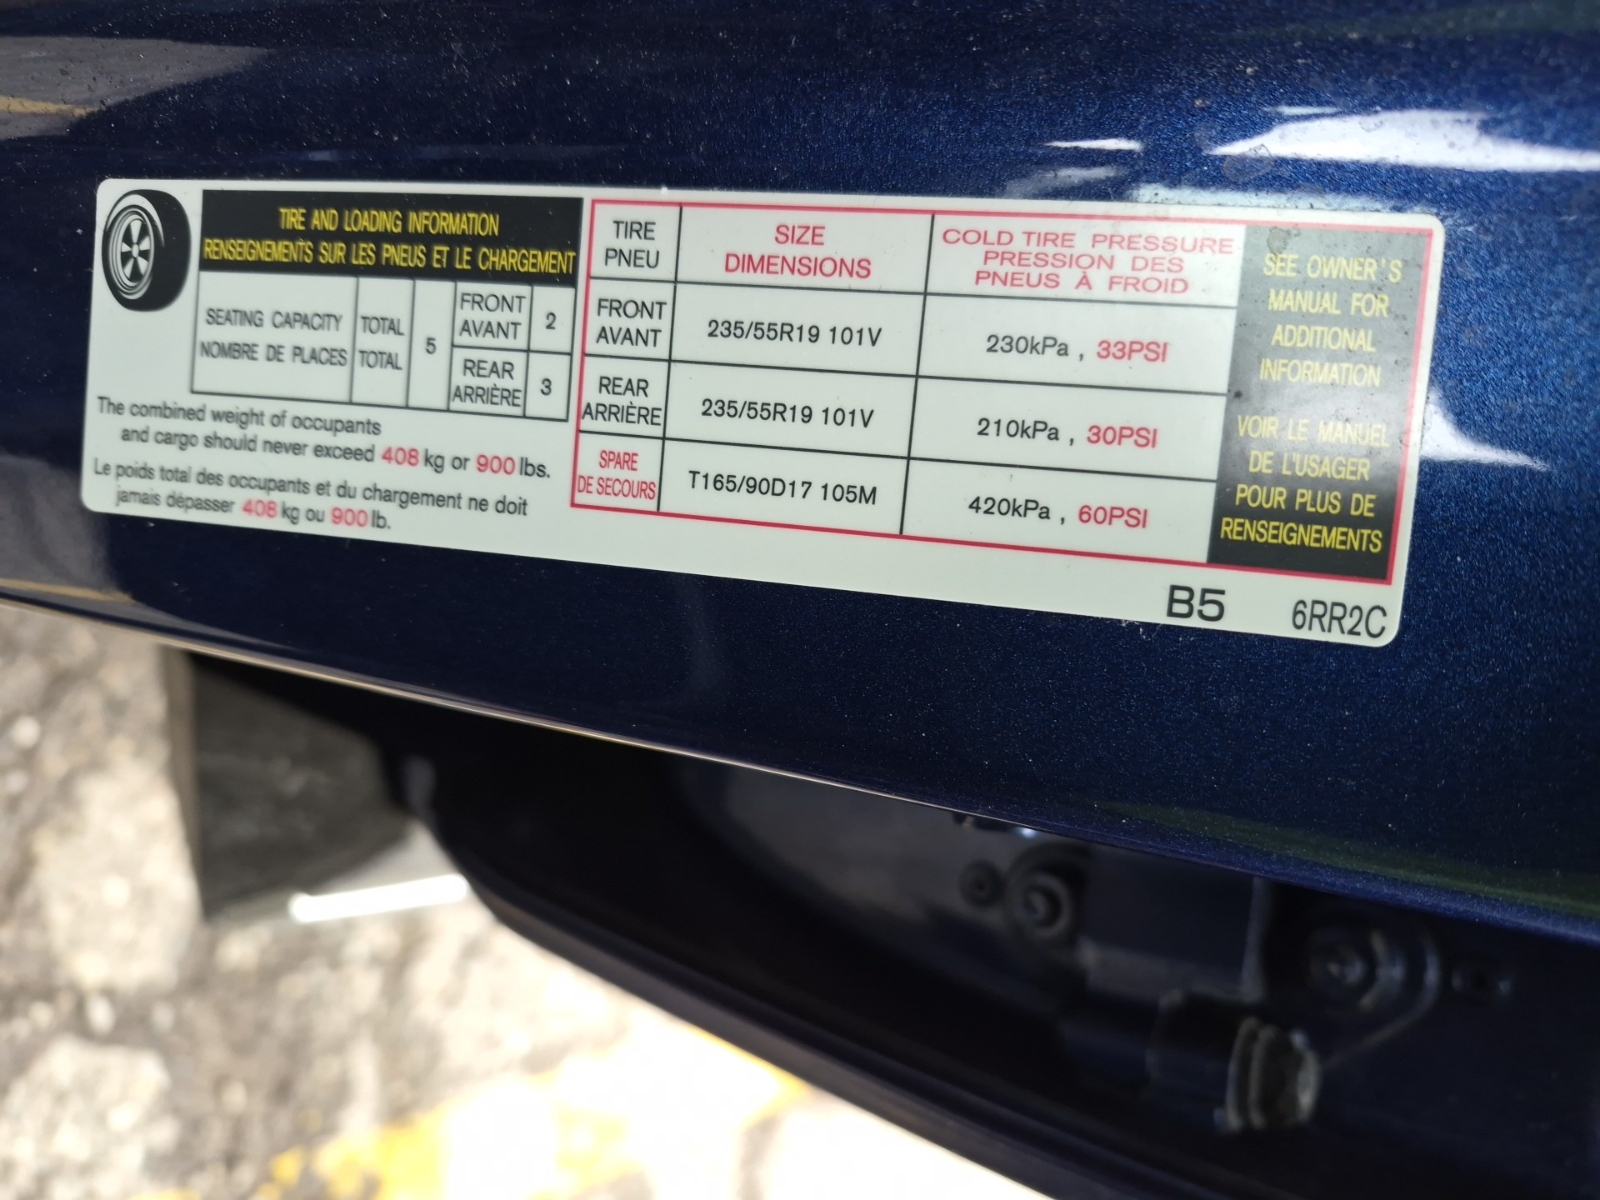 TIRE AND LOADING INFORMATION
RENSEIGNEMENTS SUR LES PNEUS ET LE CHARGEMENT
SEATING CAPACITY
NOMBRE DE PLACES
TOTAL
TOTAL
5
FRONT
AVANT
2
REAR
ARRIÈRE
3
The combined weight of occupants
and cargo should never exceed 408 kg or 900 lbs.
Le poids total des occupants et du chargement ne doit
jamais dépasser 408 kg ou 900 lb.
TIRE
PNEU
SIZE
DIMENSIONS
COLD TIRE PRESSURE
PRESSION DES
PNEUS À FROID
FRONT
AVANT
235/55R19 101V
230kPa , 33PSI
REAR
ARRIÈRE
235/55R19 101V
210kPa , 30PSI
SPARE
DE SECOURS
T165/90D17 105M
420kPa , 60PSI
SEE OWNER'S
MANUAL FOR
ADDITIONAL
INFORMATION
VOIR LE MANUEL
DE L'USAGER
POUR PLUS DE
RENSEIGNEMENTS
B5 6RR2C